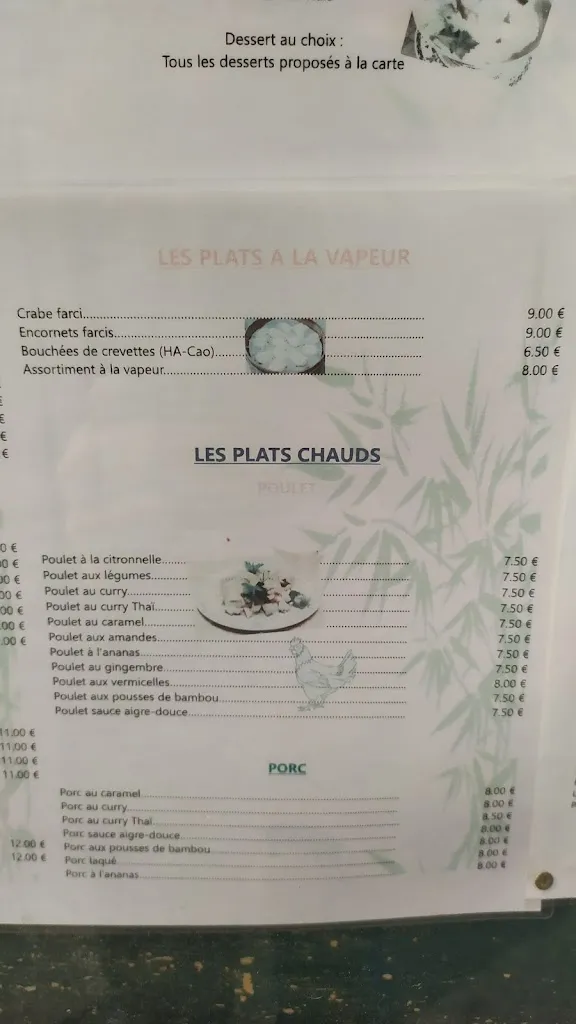 Dessert au choix :
Tous les desserts proposés à la carte
LES PLATS A LA VAPEUR
Crabe farci 9.00 €
Encornets farcis 9.00 €
Bouchées de crevettes (HA-Cao) 6.50 €
Assortiment à la vapeur 8.00 €
LES PLATS CHAUDS
POULET
Poulet à la citronnelle 7.50 €
Poulet aux légumes 7.50 €
Poulet au curry 7.50 €
Poulet au curry Thaï 7.50 €
Poulet au caramel 7.50 €
Poulet aux amandes 7.50 €
Poulet à l'ananas 7.50 €
Poulet au gingembre 7.50 €
Poulet aux vermicelles 8.00 €
Poulet aux pousses de bambou 7.50 €
Poulet sauce aigre-douce 7.50 €
PORC
Porc au caramel 8.00 €
Porc au curry 8.00 €
Porc au curry Thaï 8.50 €
Porc sauce aigre-douce 8.00 €
Porc aux pousses de bambou 8.00 €
Porc laqué 8.00 €
Porc à l'ananas 8.00 €
11.00 €
11.00 €
11.00 €
11.00 €
12.00 €
12.00 €